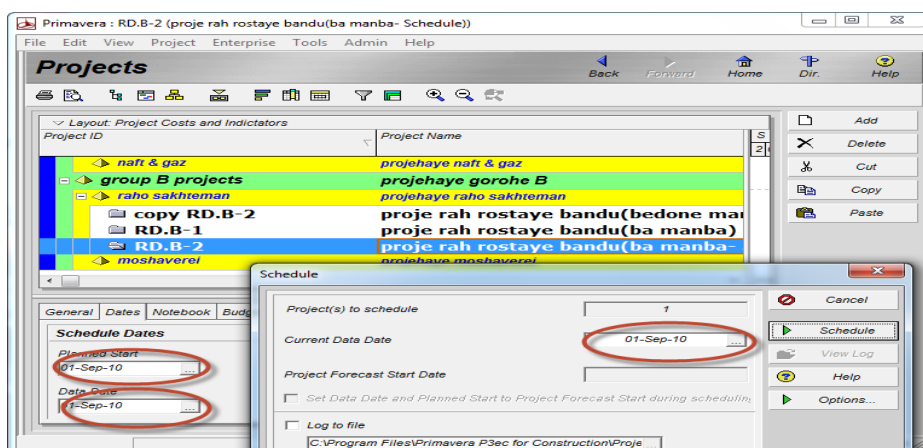 Primavera : RD.B-2 (proje rah rostaye bandu(ba manba- Schedule))
File Edit View Project Enterprise Tools Admin Help
Projects
Back Forward Home Dir. Help
Layout: Project Costs and Indictators
Project ID Project Name S
2
naft & gaz projehaye naft & gaz
group B projects projehaye gorohe B
raho sakhteman projehaye raho sakhteman
copy RD.B-2 proje rah rostaye bandu(bedone
RD.B-1 proje rah rostaye bandu(ba manba)
RD.B-2 proje rah rostaye bandu(ba manba-
moshaverei projehaye moshaverei
Add
Delete
Cut
Copy
Paste
General Dates Notebook Budg
Schedule Dates
Planned Start
01-Sep-10 ...
Data Date
01-Sep-10 ...
Schedule
Project(s) to schedule 1
Current Data Date 01-Sep-10 ...
Project Forecast Start Date
Set Data Date and Planned Start to Project Forecast Start during scheduling
Log to file
C:\Program Files\Primavera P3ec for Construction\Proje ...
Cancel
Schedule
View Log
Help
Options...